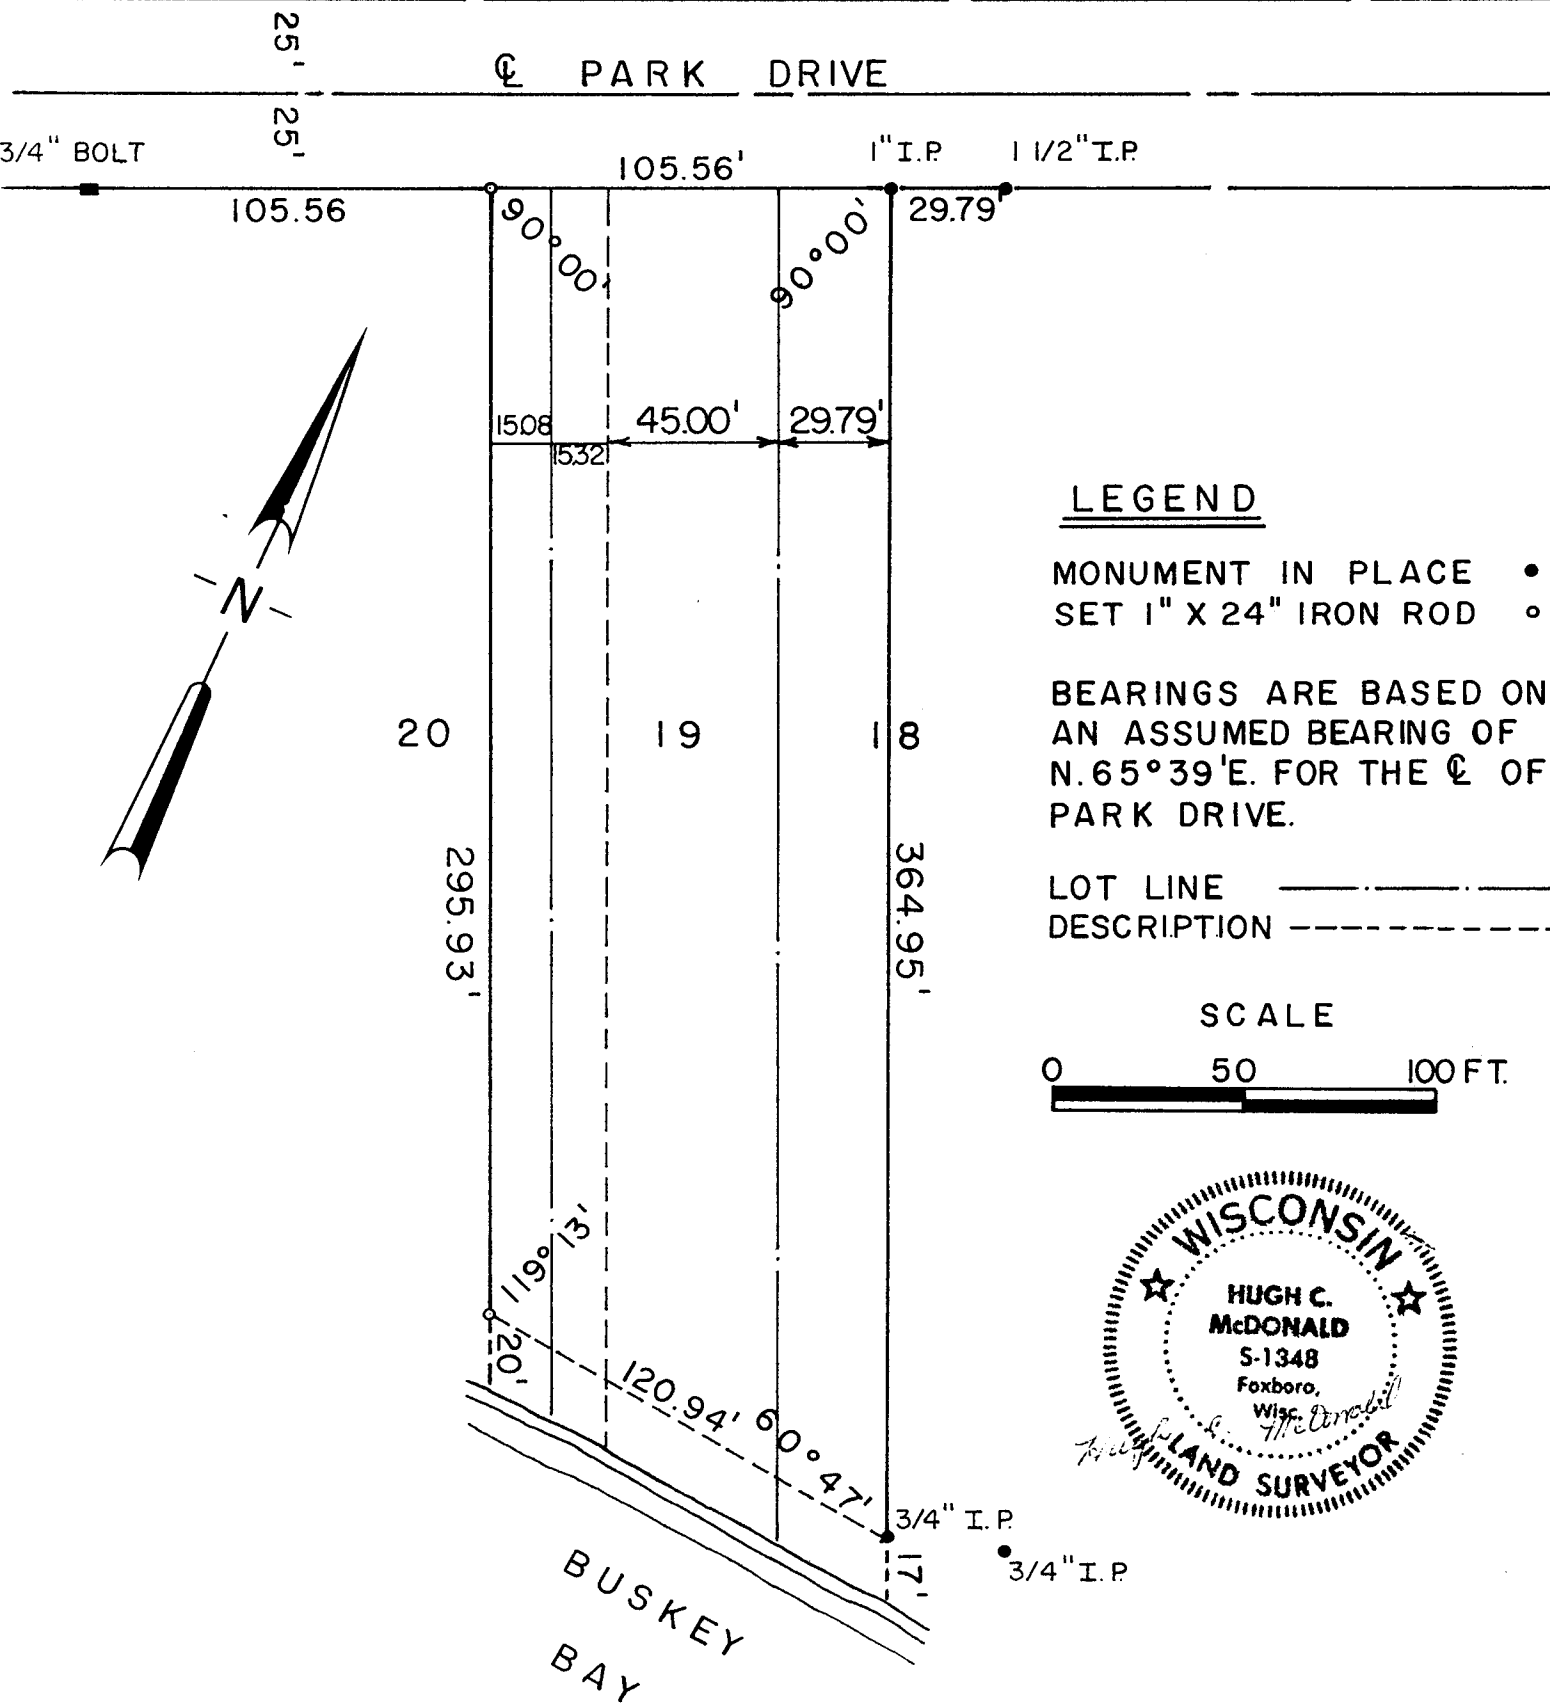 25'
℄ PARK DRIVE
25'
3/4" BOLT
105.56'
1" I.P.
1 1/2" I.P.
105.56
90°00'
90°00'
29.79'
15.08
15.32
45.00'
29.79'
N
20
19
18
295.93'
364.95'
LEGEND
MONUMENT IN PLACE
SET 1" X 24" IRON ROD
BEARINGS ARE BASED ON
AN ASSUMED BEARING OF
N.65°39'E. FOR THE ℄ OF
PARK DRIVE.
LOT LINE
DESCRIPTION
SCALE
0 50 100 FT.
119° 13'
20'
120.94'
60°47'
3/4" I.P.
17'
3/4" I.P.
BUSKEY
BAY
WISCONSIN
HUGH C.
McDONALD
S-1348
Foxboro,
Wisc.
Hugh C. McDonald
LAND SURVEYOR